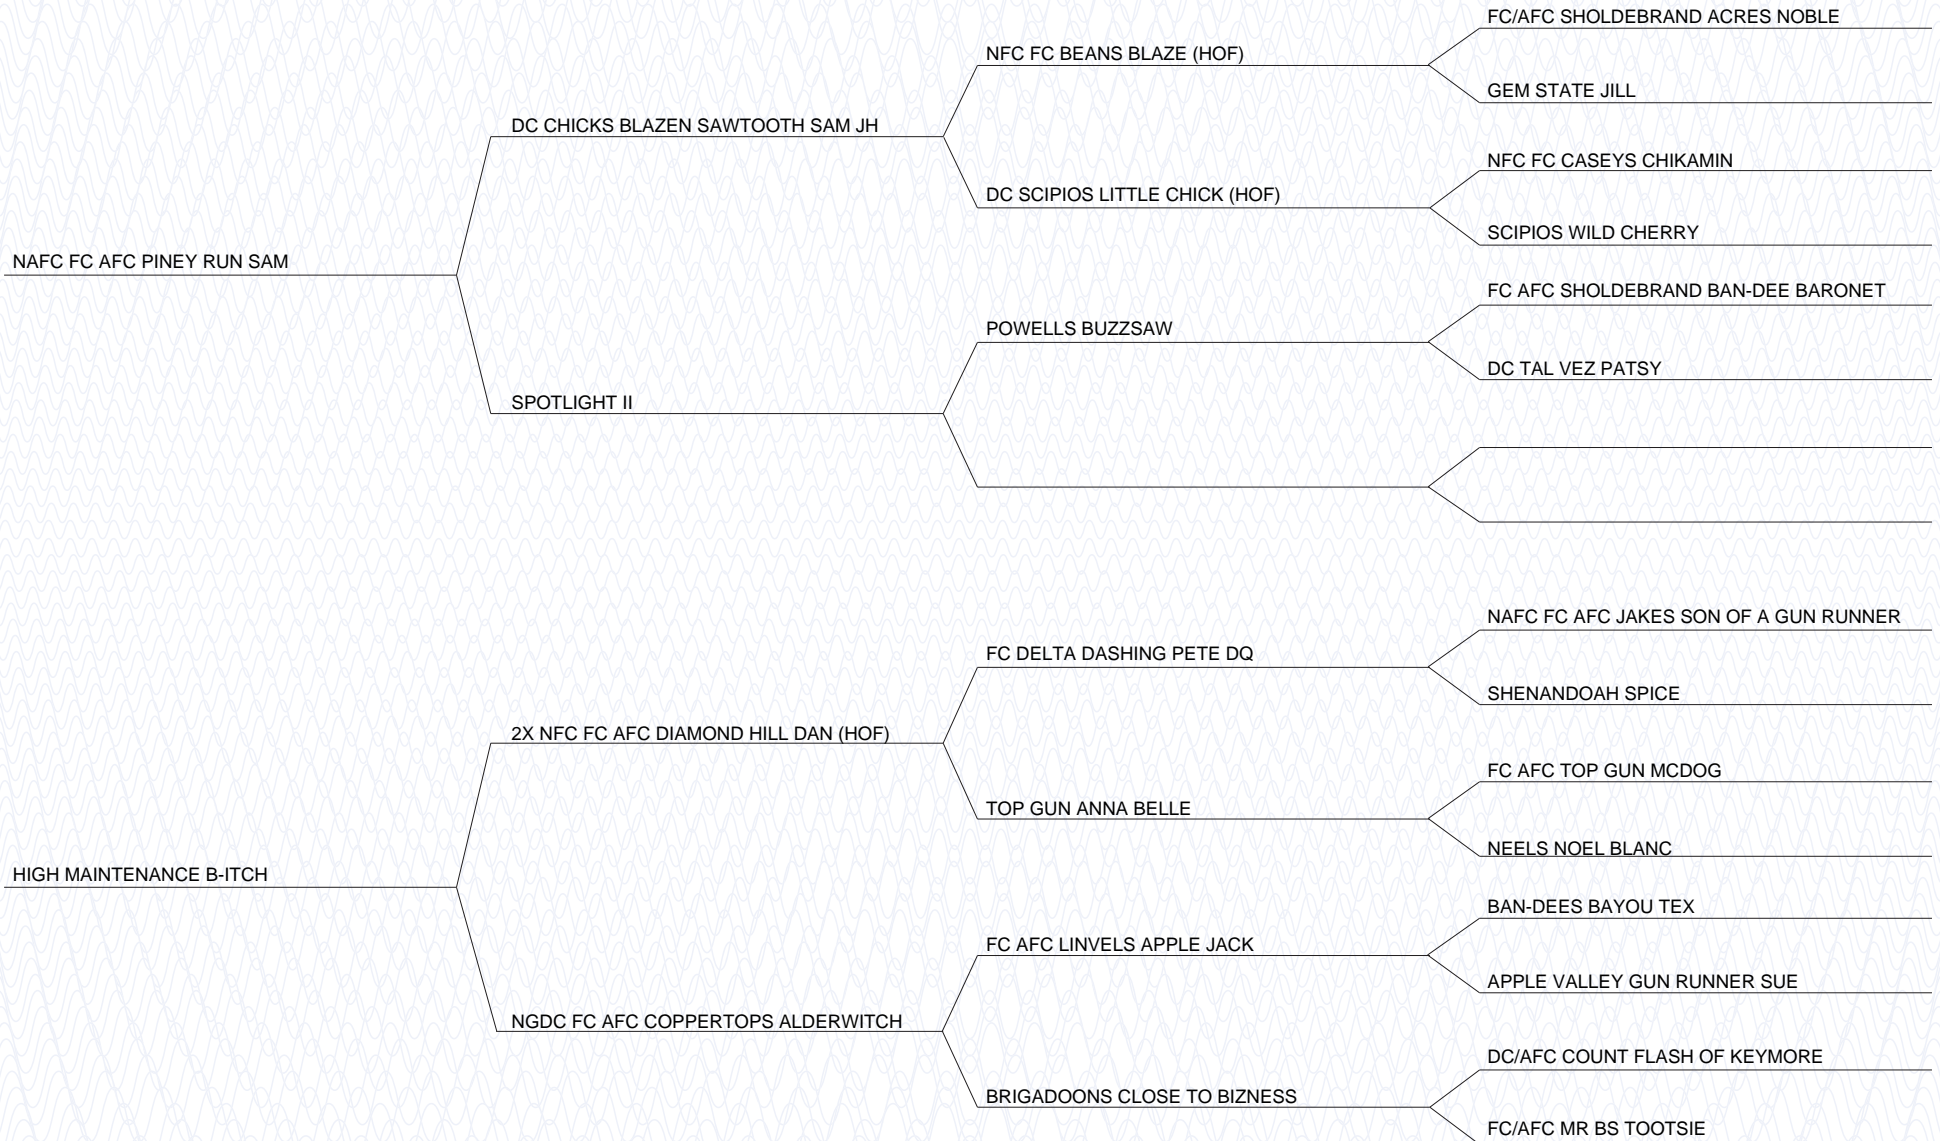 FC/AFC SHOLDEBRAND ACRES NOBLE
NFC FC BEANS BLAZE (HOF)
GEM STATE JILL
DC CHICKS BLAZEN SAWTOOTH SAM JH
NFC FC CASEYS CHIKAMIN
DC SCIPIOS LITTLE CHICK (HOF)
SCIPIOS WILD CHERRY
NAFC FC AFC PINEY RUN SAM
FC AFC SHOLDEBRAND BAN-DEE BARONET
POWELLS BUZZSAW
DC TAL VEZ PATSY
SPOTLIGHT II
NAFC FC AFC JAKES SON OF A GUN RUNNER
FC DELTA DASHING PETE DQ
SHENANDOAH SPICE
2X NFC FC AFC DIAMOND HILL DAN (HOF)
FC AFC TOP GUN MCDOG
TOP GUN ANNA BELLE
NEELS NOEL BLANC
HIGH MAINTENANCE B-ITCH
BAN-DEES BAYOU TEX
FC AFC LINVELS APPLE JACK
APPLE VALLEY GUN RUNNER SUE
NGDC FC AFC COPPERTOPS ALDERWITCH
DC/AFC COUNT FLASH OF KEYMORE
BRIGADOONS CLOSE TO BIZNESS
FC/AFC MR BS TOOTSIE